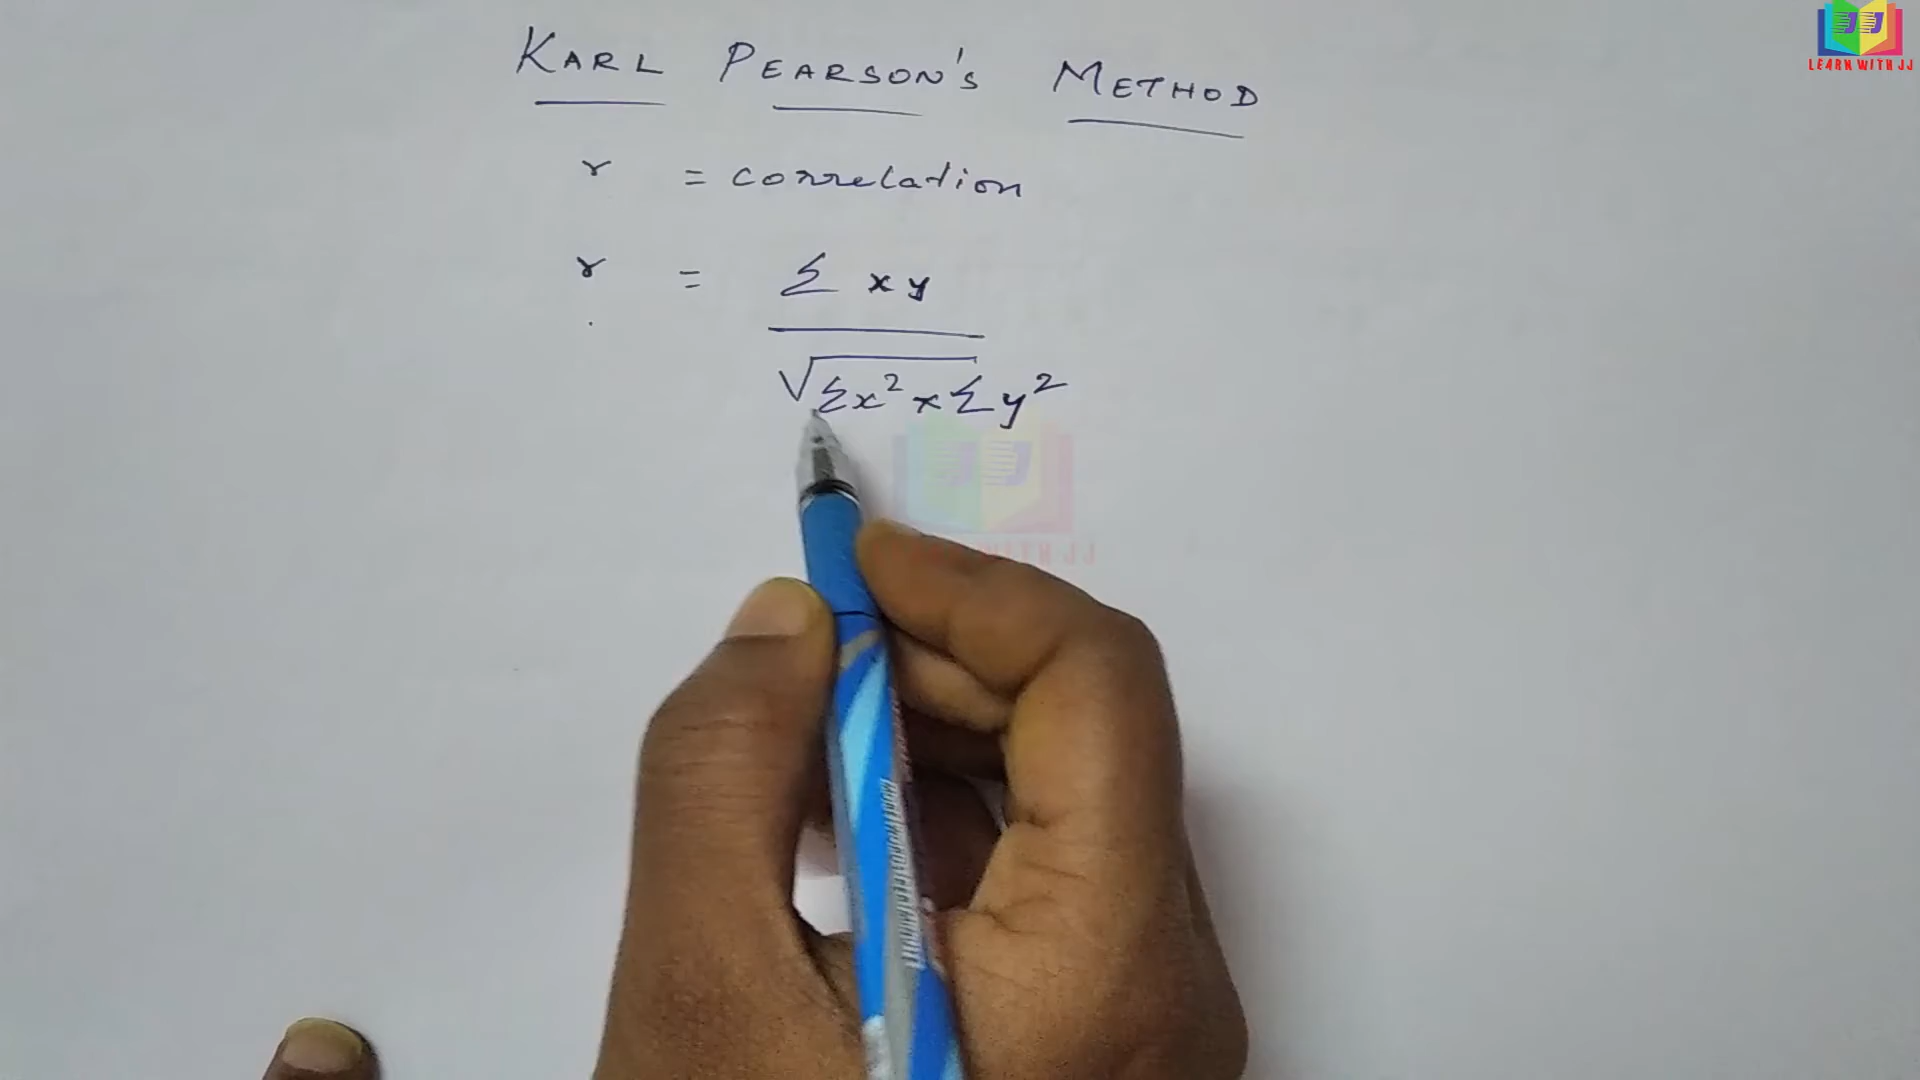 LEARN WITH JJ
KARL PEARSON'S METHOD
r = correlation
r = Σ xy
√Σx² × Σy²